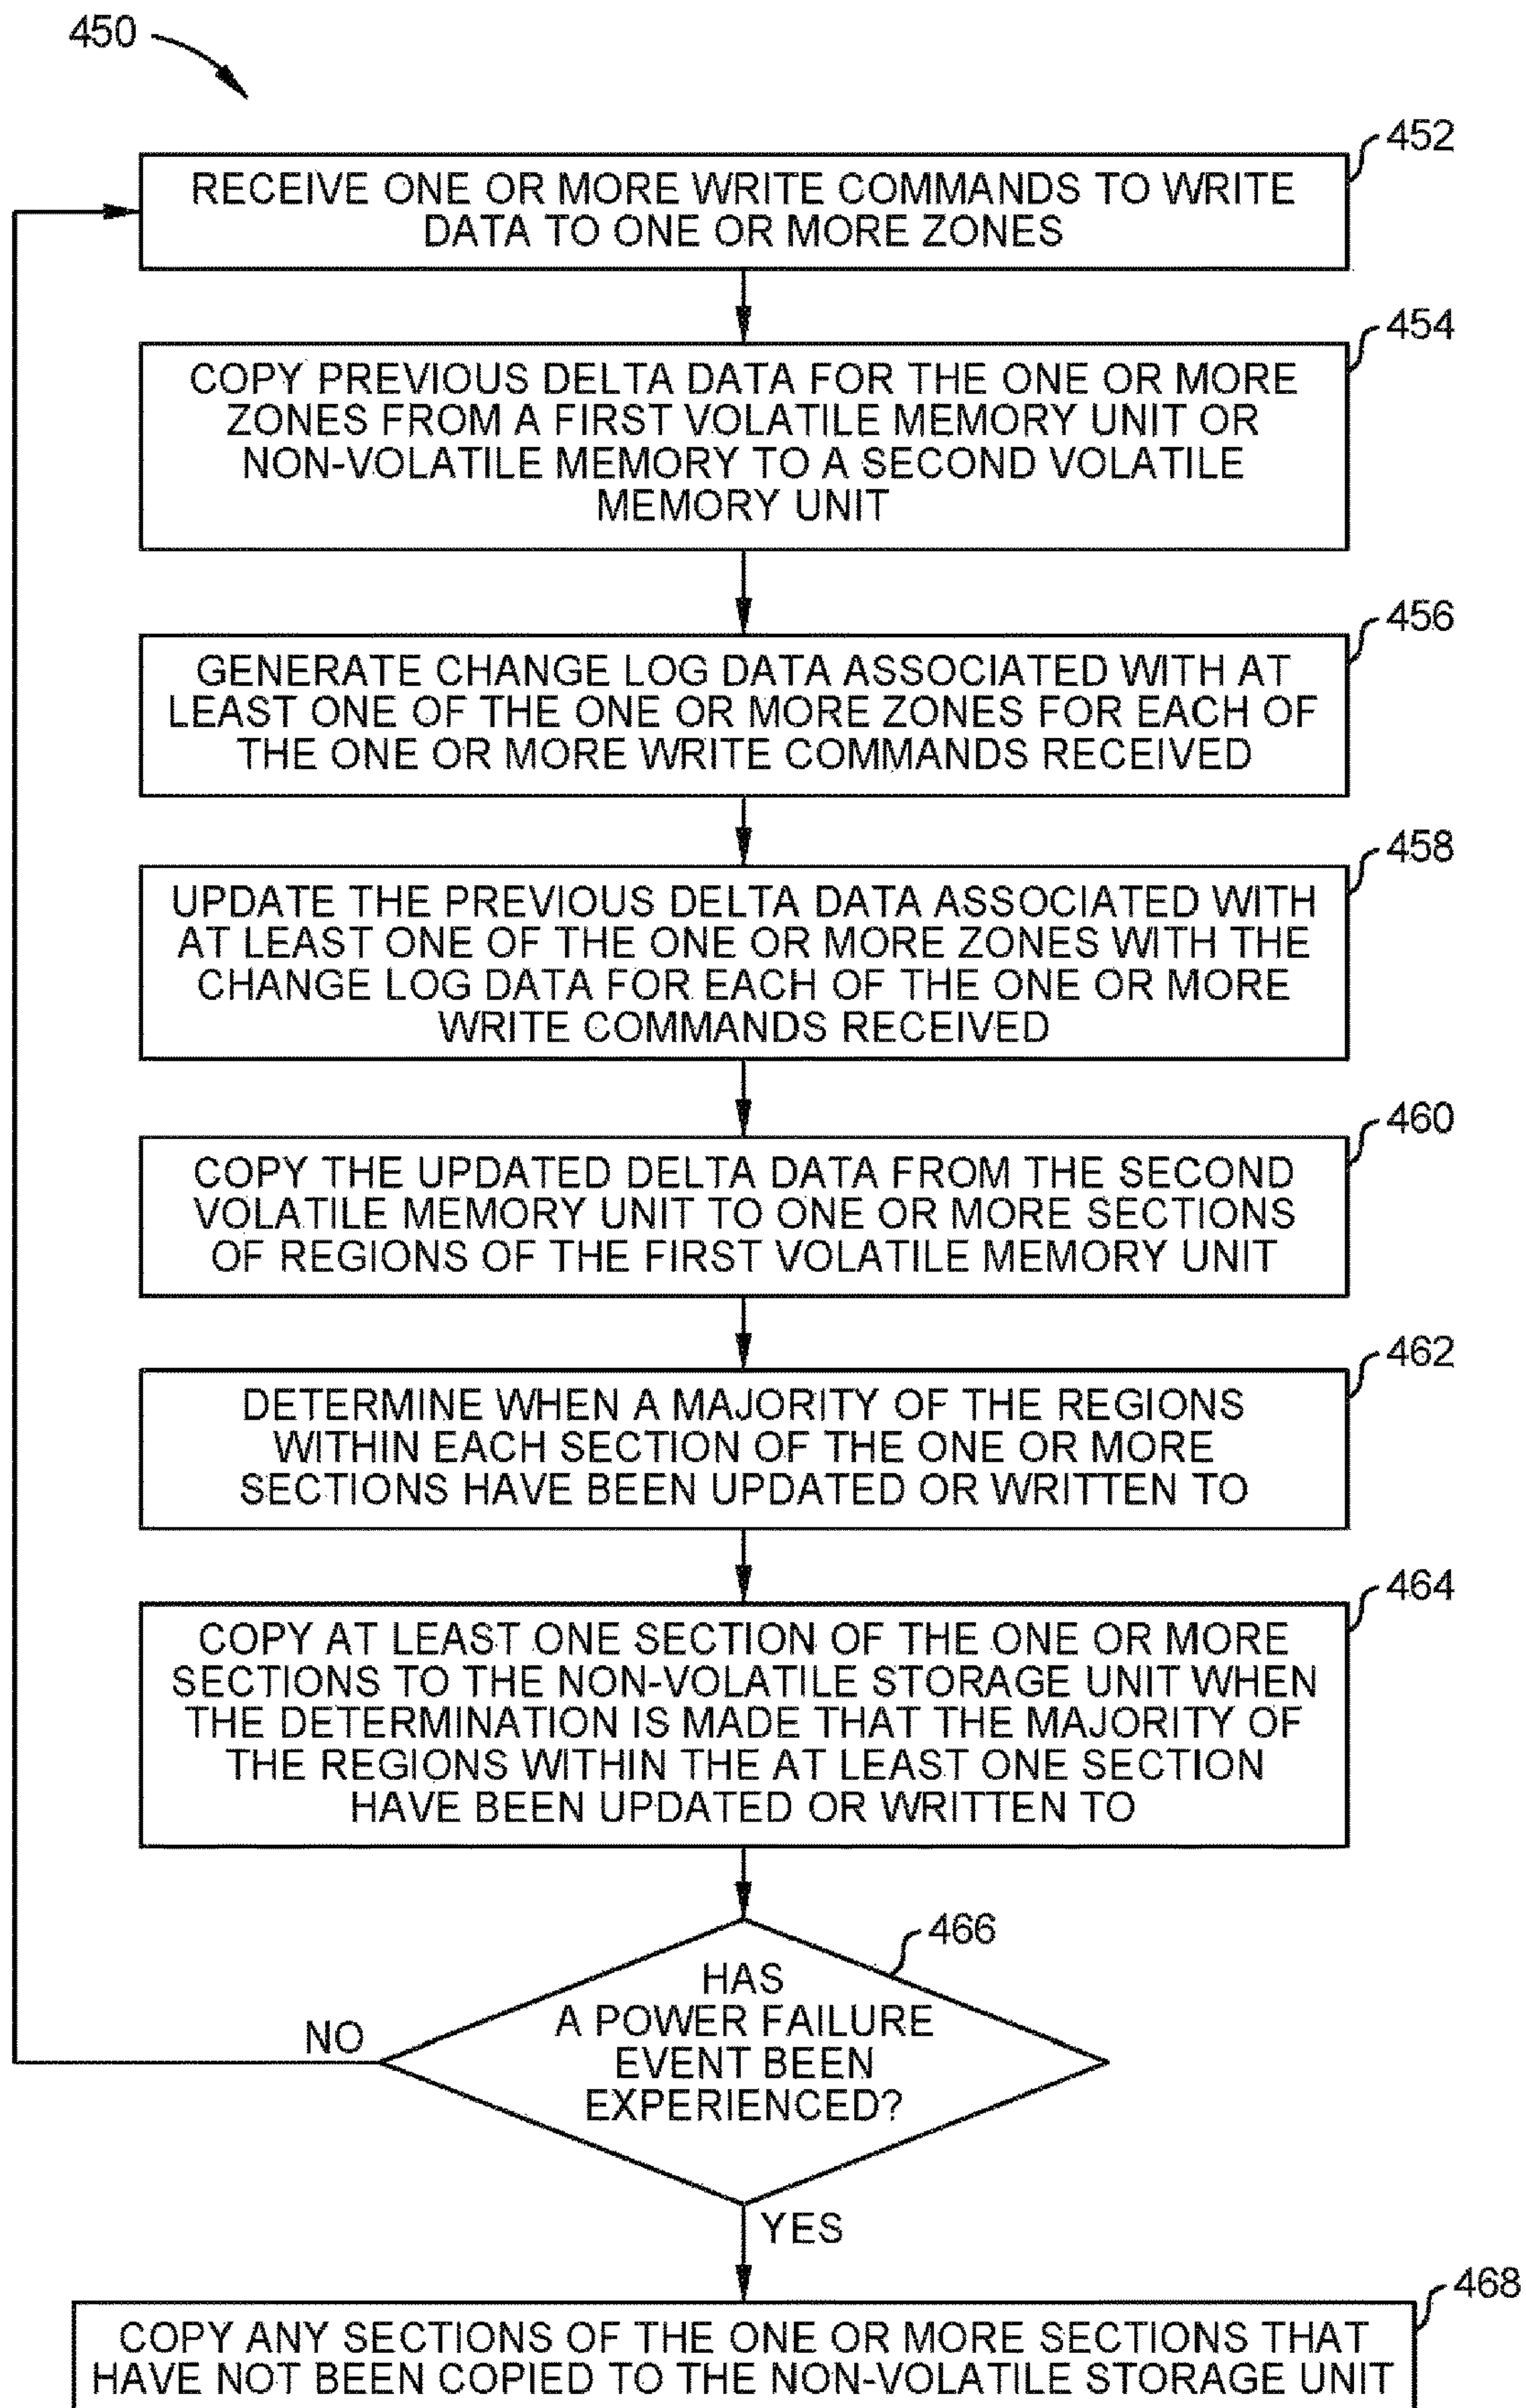 450
452
RECEIVE ONE OR MORE WRITE COMMANDS TO WRITE
DATA TO ONE OR MORE ZONES
454
COPY PREVIOUS DELTA DATA FOR THE ONE OR MORE
ZONES FROM A FIRST VOLATILE MEMORY UNIT OR
NON-VOLATILE MEMORY TO A SECOND VOLATILE
MEMORY UNIT
456
GENERATE CHANGE LOG DATA ASSOCIATED WITH AT
LEAST ONE OF THE ONE OR MORE ZONES FOR EACH OF
THE ONE OR MORE WRITE COMMANDS RECEIVED
458
UPDATE THE PREVIOUS DELTA DATA ASSOCIATED WITH
AT LEAST ONE OF THE ONE OR MORE ZONES WITH THE
CHANGE LOG DATA FOR EACH OF THE ONE OR MORE
WRITE COMMANDS RECEIVED
460
COPY THE UPDATED DELTA DATA FROM THE SECOND
VOLATILE MEMORY UNIT TO ONE OR MORE SECTIONS
OF REGIONS OF THE FIRST VOLATILE MEMORY UNIT
462
DETERMINE WHEN A MAJORITY OF THE REGIONS
WITHIN EACH SECTION OF THE ONE OR MORE
SECTIONS HAVE BEEN UPDATED OR WRITTEN TO
464
COPY AT LEAST ONE SECTION OF THE ONE OR MORE
SECTIONS TO THE NON-VOLATILE STORAGE UNIT WHEN
THE DETERMINATION IS MADE THAT THE MAJORITY OF
THE REGIONS WITHIN THE AT LEAST ONE SECTION
HAVE BEEN UPDATED OR WRITTEN TO
466
HAS
A POWER FAILURE
EVENT BEEN
EXPERIENCED?
NO
YES
468
COPY ANY SECTIONS OF THE ONE OR MORE SECTIONS THAT
HAVE NOT BEEN COPIED TO THE NON-VOLATILE STORAGE UNIT